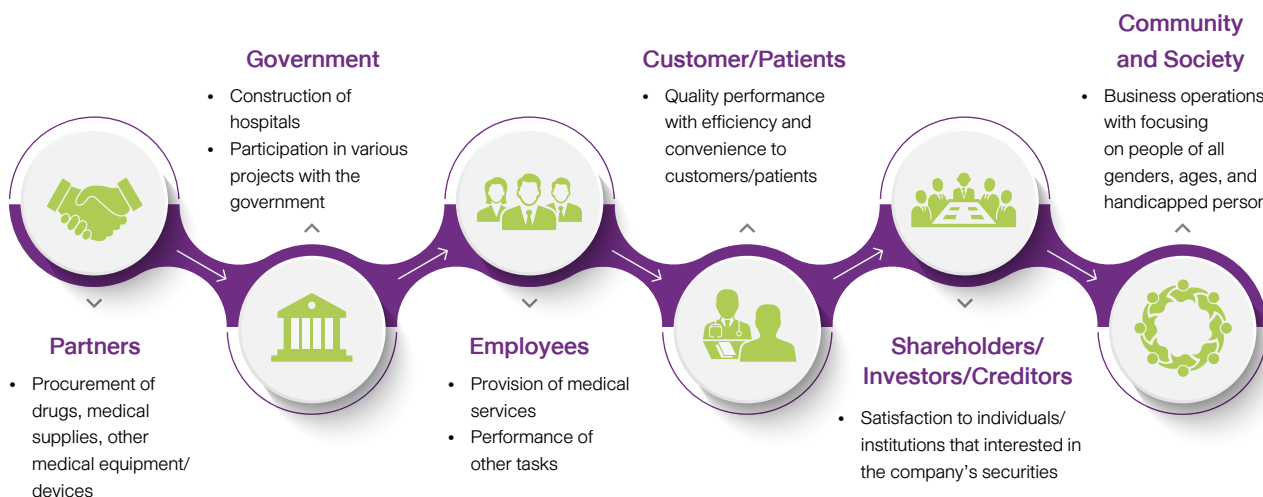 Partners
• Procurement of
drugs, medical
supplies, other
medical equipment/
devices
Government
• Construction of
hospitals
• Participation in various
projects with the
government
Employees
• Provision of medical
services
• Performance of
other tasks
Customer/Patients
• Quality performance
with efficiency and
convenience to
customers/patients
Shareholders/
Investors/Creditors
• Satisfaction to individuals/
institutions that interested in
the company's securities
Community
and Society
• Business operations
with focusing
on people of all
genders, ages, and
handicapped person